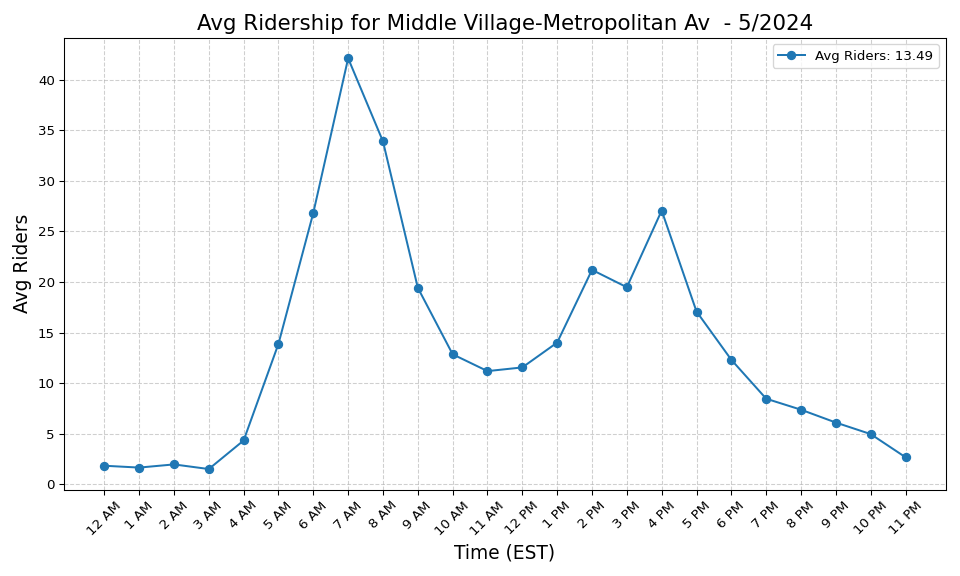 Avg Ridership for Middle Village-Metropolitan Av  - 5/2024
Avg Riders: 13.49
Avg Riders
40
35
30
25
20
15
10
5
0
12 AM
1 AM
2 AM
3 AM
4 AM
5 AM
6 AM
7 AM
8 AM
9 AM
10 AM
11 AM
12 PM
1 PM
2 PM
3 PM
4 PM
5 PM
6 PM
7 PM
8 PM
9 PM
10 PM
11 PM
Time (EST)